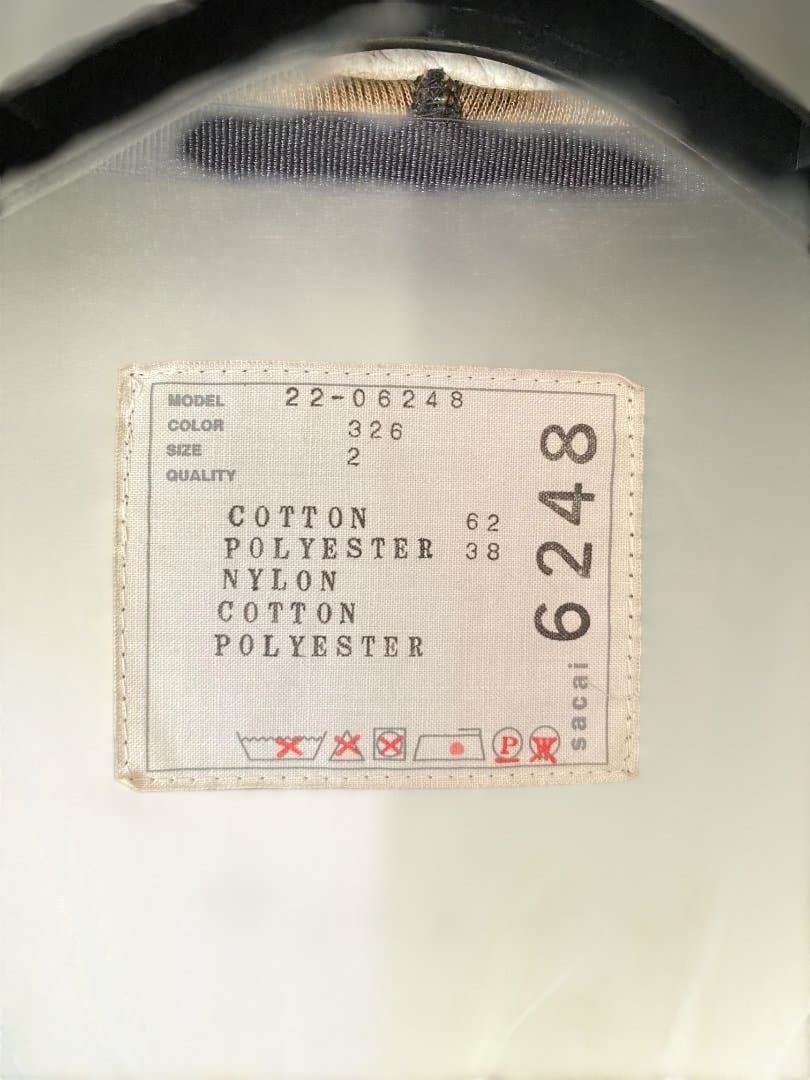 MODEL 22-06248
COLOR 326
SIZE 2
QUALITY
COTTON 62
POLYESTER 38
NYLON
COTTON
POLYESTER
P W
sacai 6248